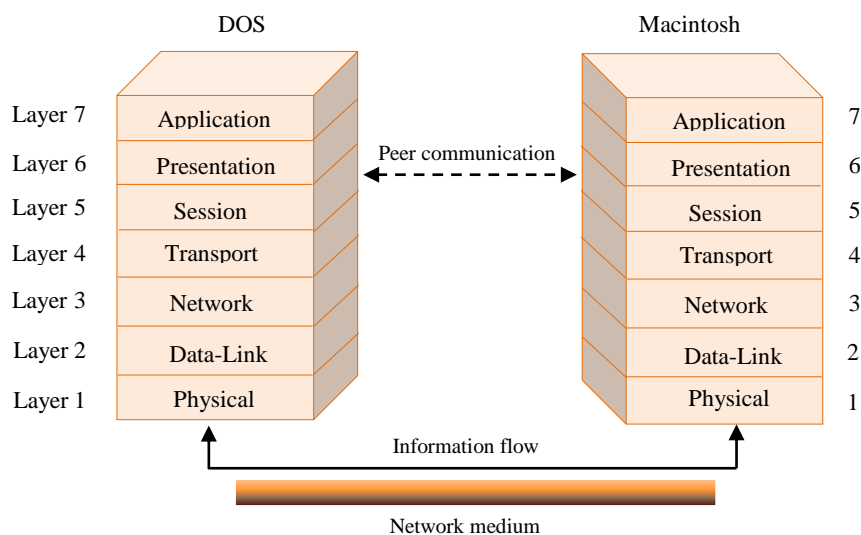 DOS
Macintosh
Layer 7 Application
Application 7
Layer 6 Presentation
Peer communication
Presentation 6
Layer 5 Session
Session 5
Layer 4 Transport
Transport 4
Layer 3 Network
Network 3
Layer 2 Data-Link
Data-Link 2
Layer 1 Physical
Physical 1
Information flow
Network medium